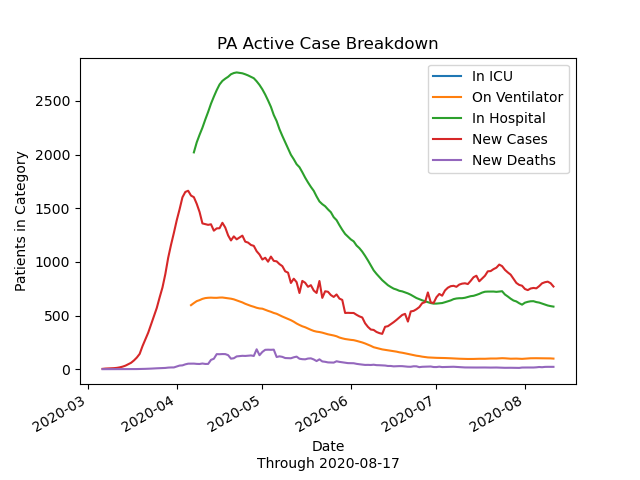 PA Active Case Breakdown
In ICU
On Ventilator
In Hospital
New Cases
New Deaths
Patients in Category
2500
2000
1500
1000
500
0
2020-03
2020-04
2020-05
2020-06
2020-07
2020-08
Date
Through 2020-08-17